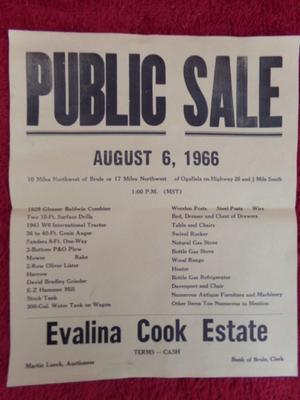 PUBLIC SALE
AUGUST 6, 1966
10 Miles Northwest of Brule or 17 Miles Northwest of Ogallala on Highway 26 and ½ Mile South
1:00 P.M. (MST)
1929 Gleaner Baldwin Combine
Two 10-Ft. Surface Drills
1941 W6 International Tractor
36 to 40-Ft. Grain Auger
Sanders 8-Ft. One-Way
3-Bottom P&O Plow
Mower Rake
2-Row Oliver Lister
Harrow
David Bradley Grinder
E-Z Hammer Mill
Stock Tank
300-Gal. Water Tank on Wagon
Wooden Posts Steel Posts Wire
Bed, Dresser and Chest of Drawers
Table and Chairs
Swivel Rocker
Natural Gas Stove
Bottle Gas Stove
Wood Range
Heater
Bottle Gas Refrigerator
Davenport and Chair
Numerous Antique Furniture and Machinery
Other Items Too Numerous to Mention
Evalina Cook Estate
TERMS — CASH
Martin Lueck, Auctioneer Bank of Brule, Clerk